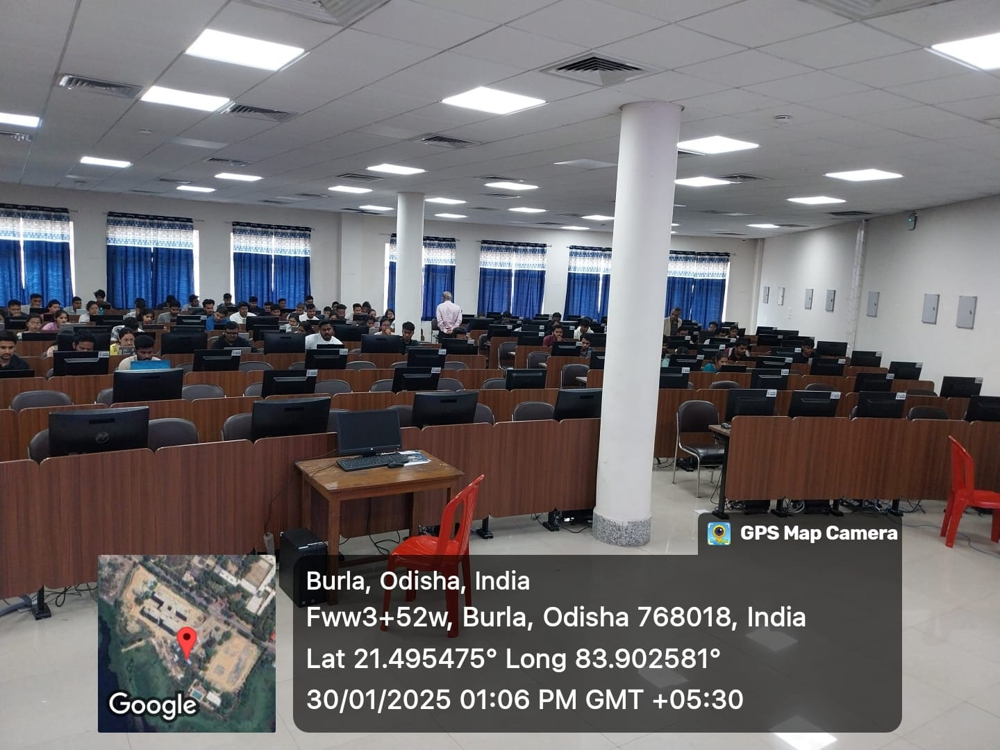 GPS Map Camera
Burla, Odisha, India
Fww3+52w, Burla, Odisha 768018, India
Lat 21.495475° Long 83.902581°
30/01/2025 01:06 PM GMT +05:30
Google